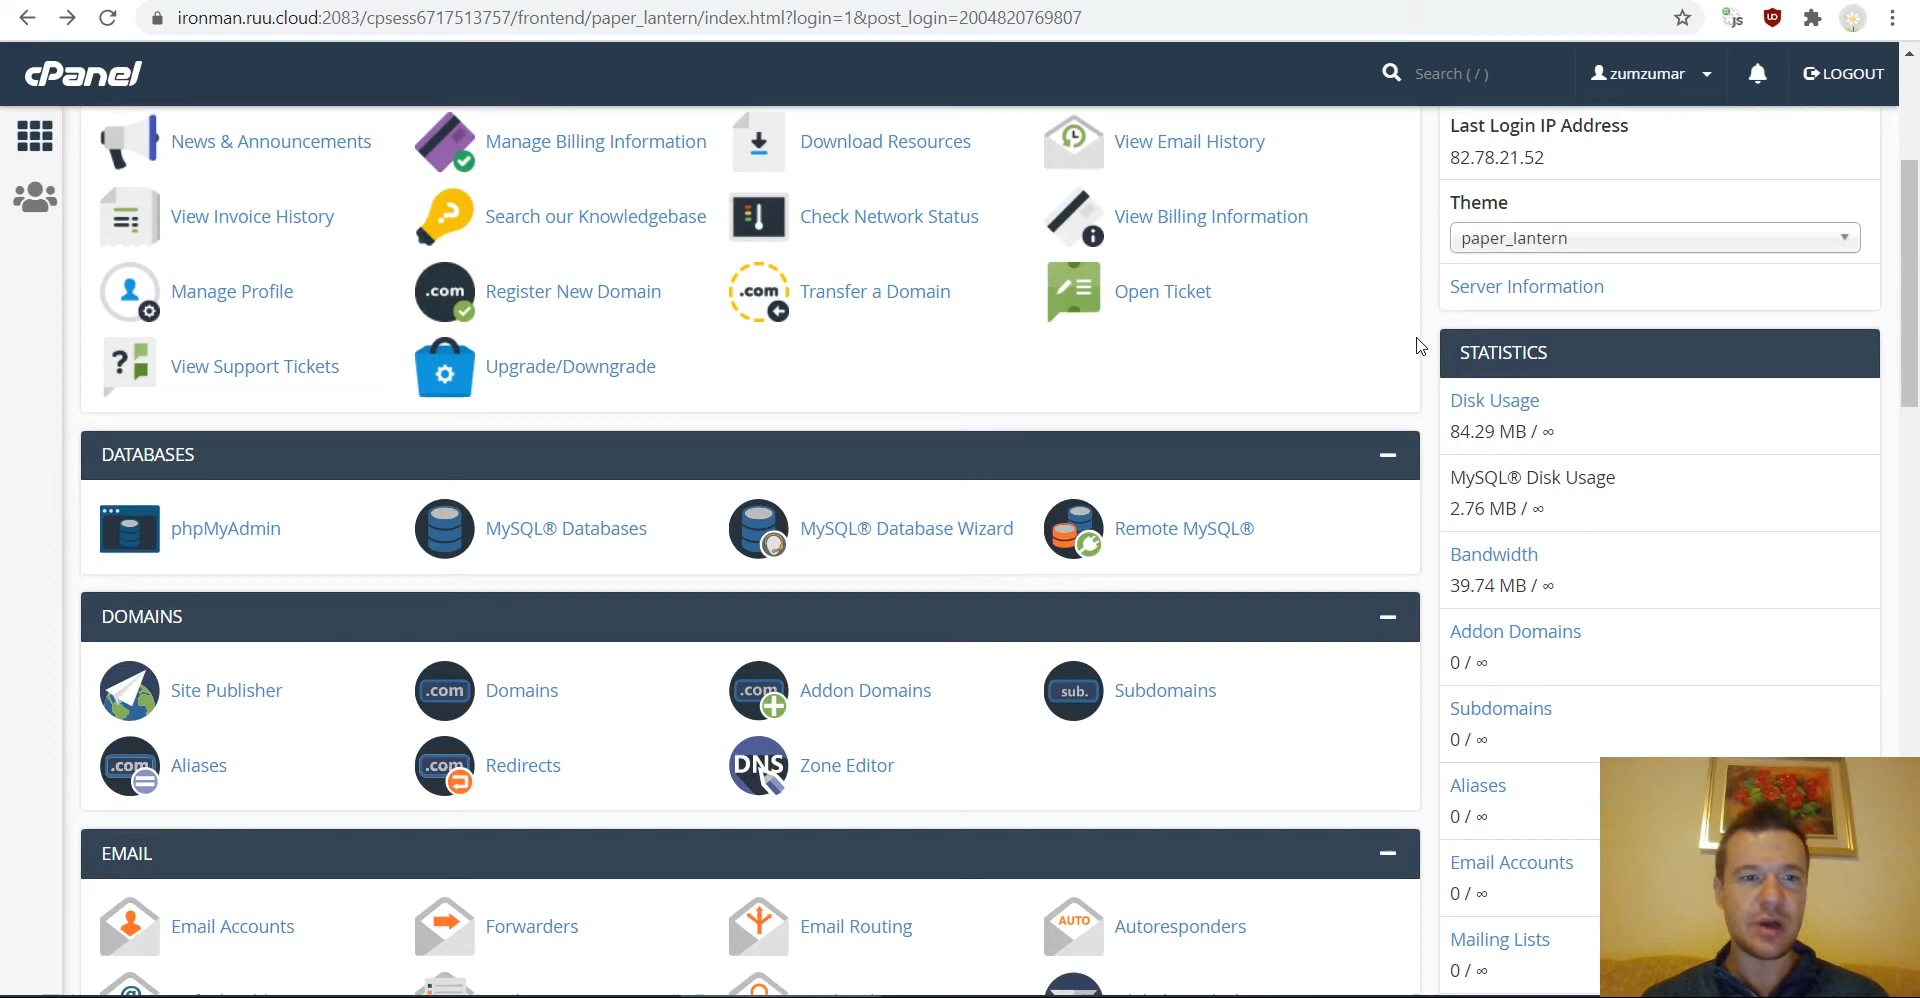 ironman.ruu.cloud:2083/cpsess6717513757/frontend/paper_lantern/index.html?login=1&post_login=2004820769807
JS
UD
cPanel
Search ( / )
zumzumar
LOGOUT
News & Announcements
Manage Billing Information
Download Resources
View Email History
View Invoice History
Search our Knowledgebase
Check Network Status
View Billing Information
Manage Profile
.com
Register New Domain
.com
Transfer a Domain
Open Ticket
View Support Tickets
Upgrade/Downgrade
Last Login IP Address
82.78.21.52
Theme
paper_lantern
Server Information
STATISTICS
Disk Usage
84.29 MB / ∞
MySQL® Disk Usage
2.76 MB / ∞
Bandwidth
39.74 MB / ∞
Addon Domains
0 / ∞
Subdomains
0 / ∞
Aliases
0 / ∞
Email Accounts
0 / ∞
Mailing Lists
0 / ∞
DATABASES
phpMyAdmin
MySQL® Databases
MySQL® Database Wizard
Remote MySQL®
DOMAINS
Site Publisher
.com
Domains
.com
Addon Domains
sub.
Subdomains
.com
Aliases
.com
Redirects
DNS
Zone Editor
EMAIL
Email Accounts
Forwarders
Email Routing
AUTO
Autoresponders